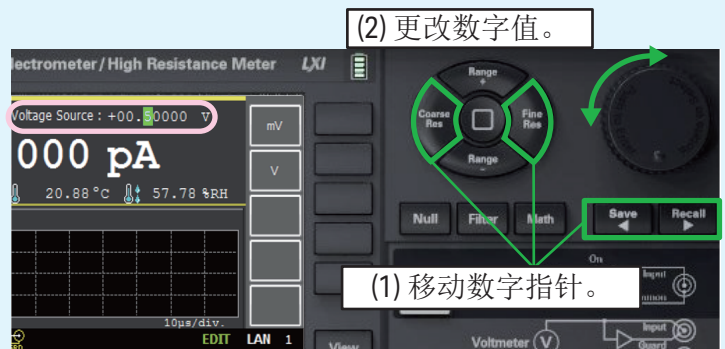 (2) 更改数字值。
lectrometer / High Resistance Meter LXI
Range
+
Voltage Source : +00.50000 V
mV
Coarse
Res
Fine
Res
000 pA
V
Range
-
20.88°C 57.78 %RH
Null Filter Math Save Recall
On
(1) 移动数字指针。
Input
10µs/div.
EDIT LAN 1
View
Voltmeter V
Input
Guard